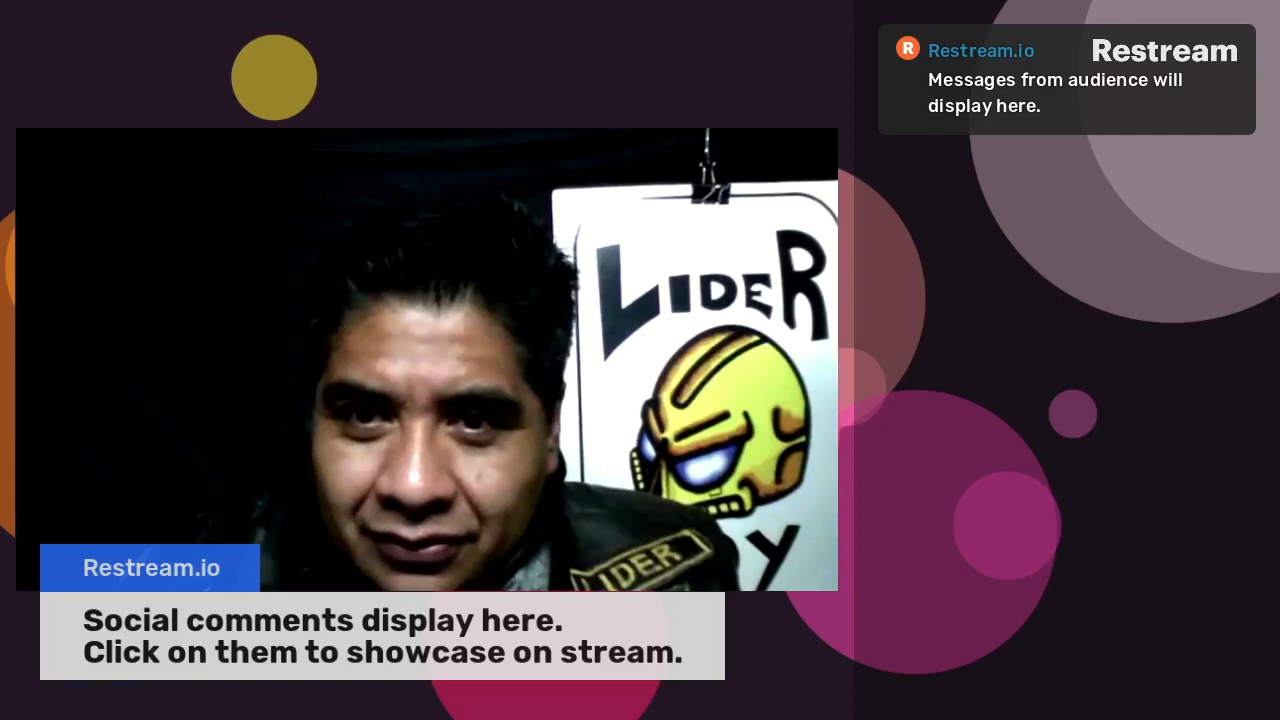 R Restream.io
Restream
Messages from audience will
display here.
LIDER
Y
LIDER
Restream.io
Social comments display here.
Click on them to showcase on stream.